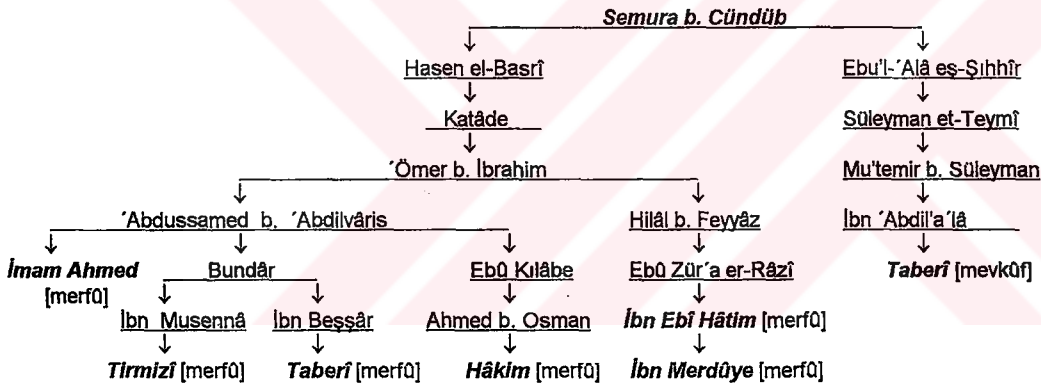 Semura b. Cündüb
Hasen el-Basrî Ebu'l-´Alâ eş-Şıhhîr
Katâde Süleyman et-Teymî
´Ömer b. İbrahim Mu'temir b. Süleyman
´Abdussamed b. ´Abdilvâris Hilâl b. Feyyâz İbn ´Abdil'a´lâ
İmam Ahmed Bundâr Ebû Kılâbe Ebû Zür´a er-Râzî Taberî [mevkûf]
[merfû]
İbn Musennâ İbn Beşşâr Ahmed b. Osman İbn Ebî Hâtim [merfû]
Tirmizî [merfû] Taberî [merfû] Hâkim [merfû] İbn Merdûye [merfû]